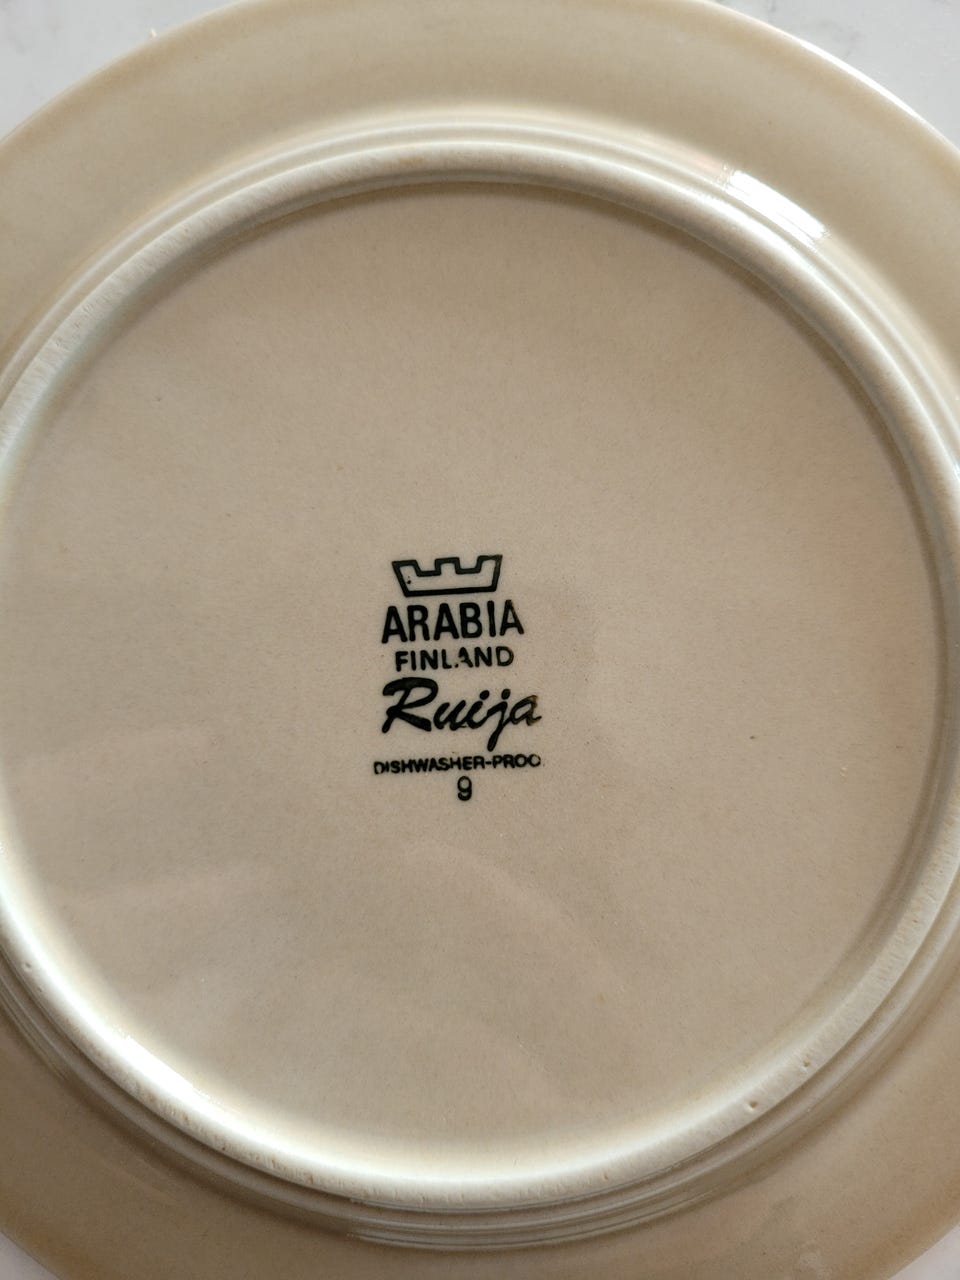 ARABIA
FINLAND
Ruija
DISHWASHER-PROO
9